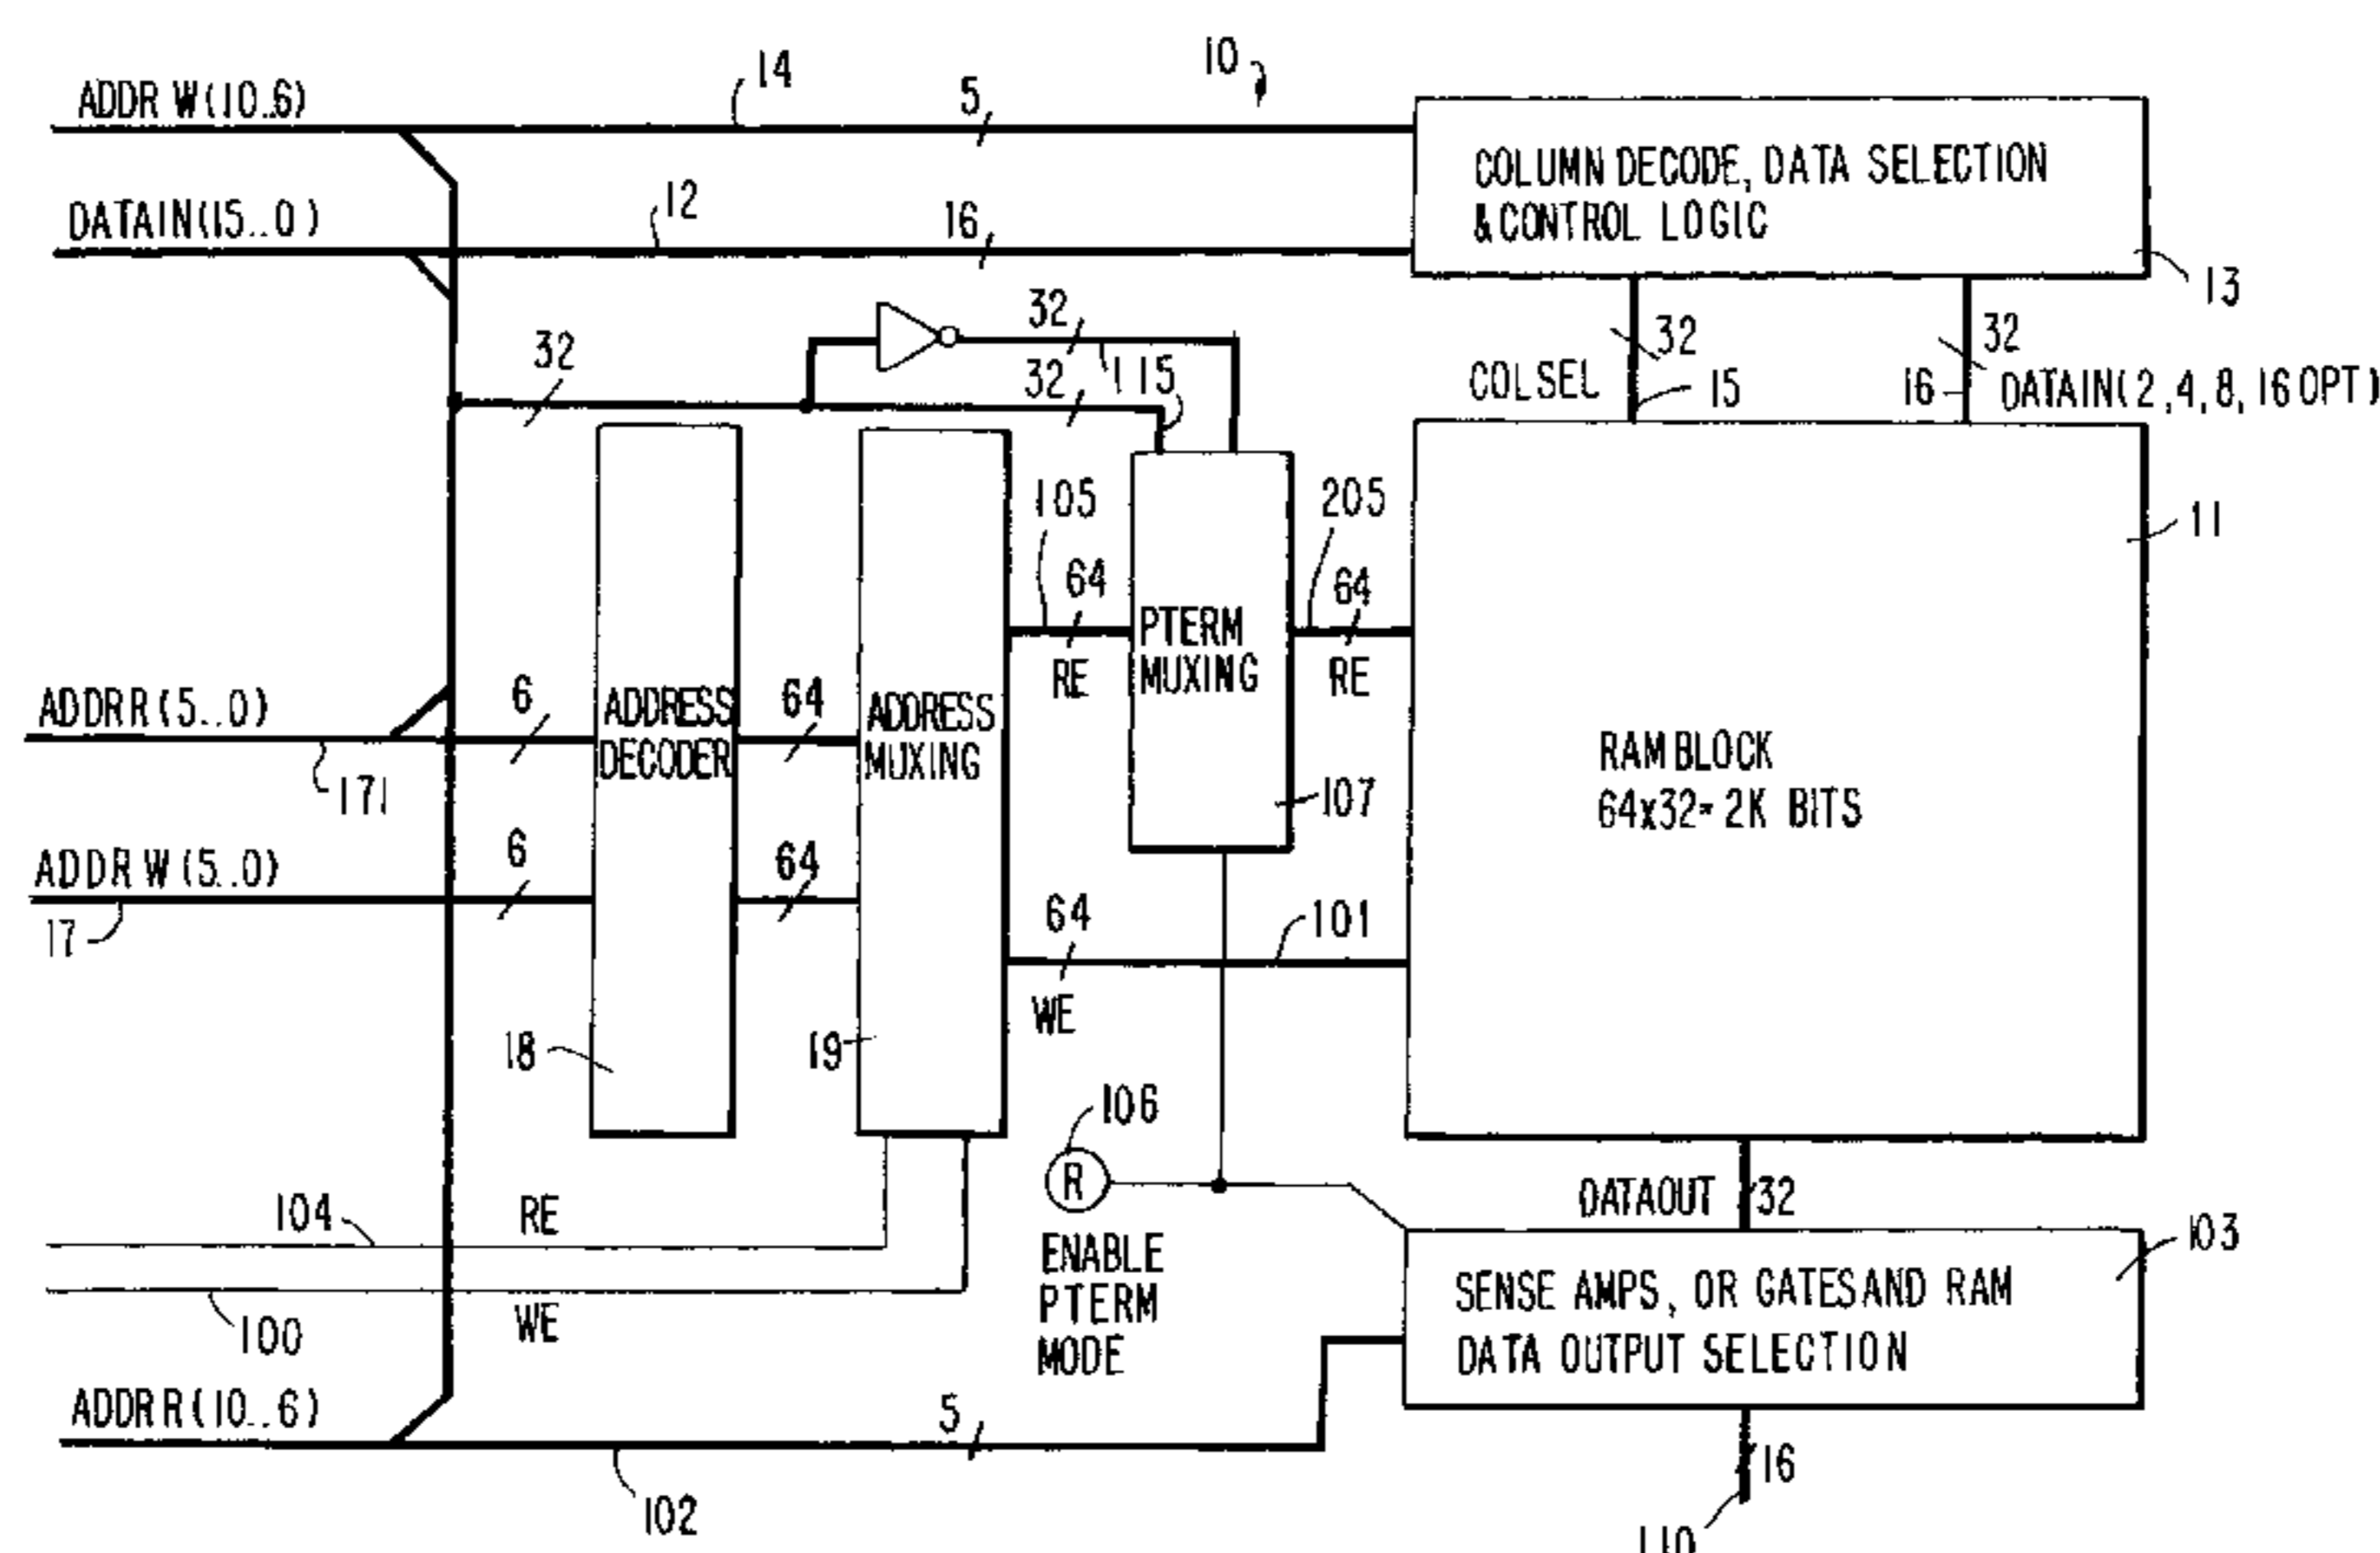 10
14
5
ADDR W(10..6)
COLUMN DECODE, DATA SELECTION
& CONTROL LOGIC
13
DATAIN(15..0)
12
16
32
32
32
115
32
COLSEL
15
32
16
DATAIN(2,4,8,16 OPT)
105
205
11
64
RE
PTERM
MUXING
64
RE
107
ADDR R(5..0)
171
6
ADDRESS
DECODER
64
ADDRESS
MUXING
RAM BLOCK
64x32=2K BITS
ADDR W(5..0)
17
6
64
64
101
WE
18
19
106
R
ENABLE
PTERM
MODE
DATAOUT
32
104
RE
103
SENSE AMPS, OR GATES AND RAM
DATA OUTPUT SELECTION
100
WE
ADDR R(10..6)
5
102
16
110